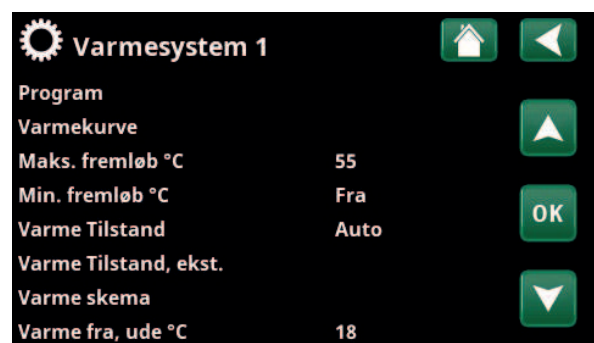 Varmesystem 1
Program
Varmekurve
Maks. fremløb °C 55
Min. fremløb °C Fra
Varme Tilstand Auto
OK
Varme Tilstand, ekst.
Varme skema
Varme fra, ude °C 18